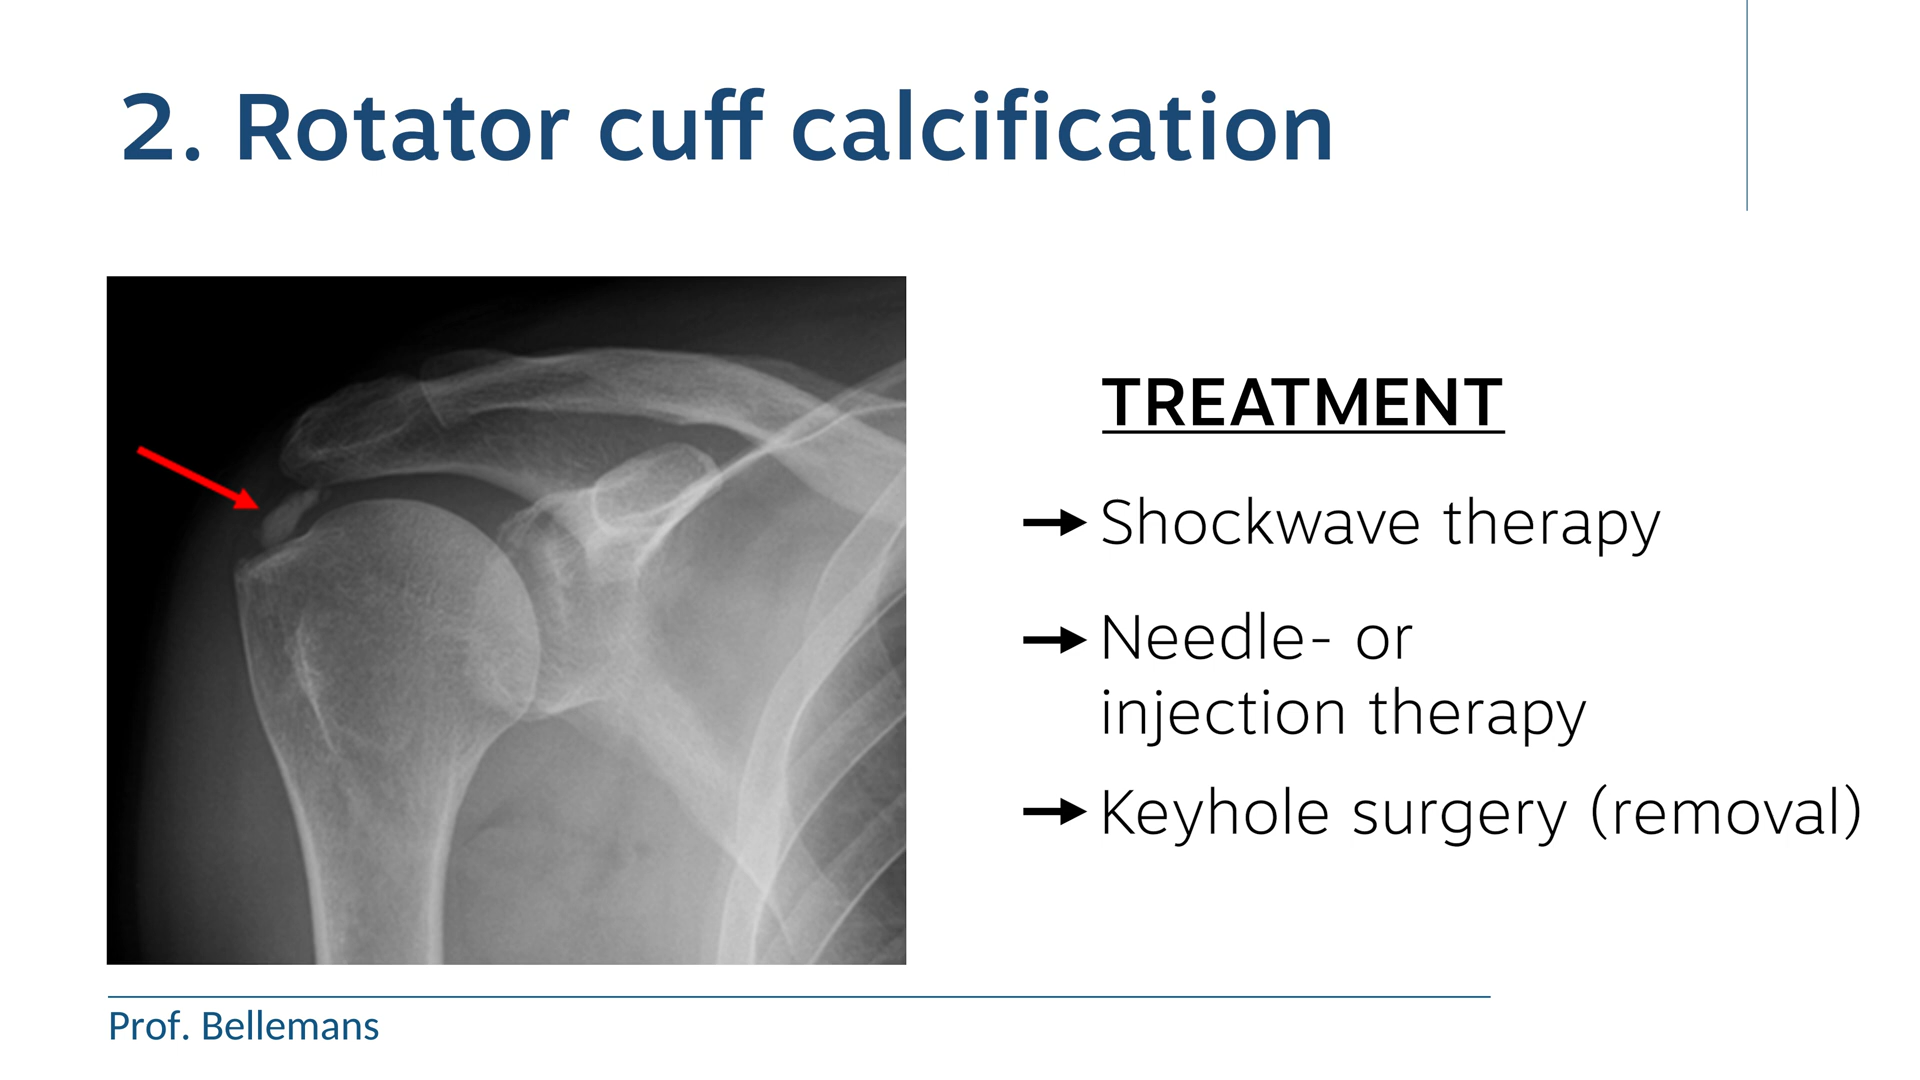 2. Rotator cuff calcification
TREATMENT
Shockwave therapy
Needle- or
injection therapy
Keyhole surgery (removal)
Prof. Bellemans